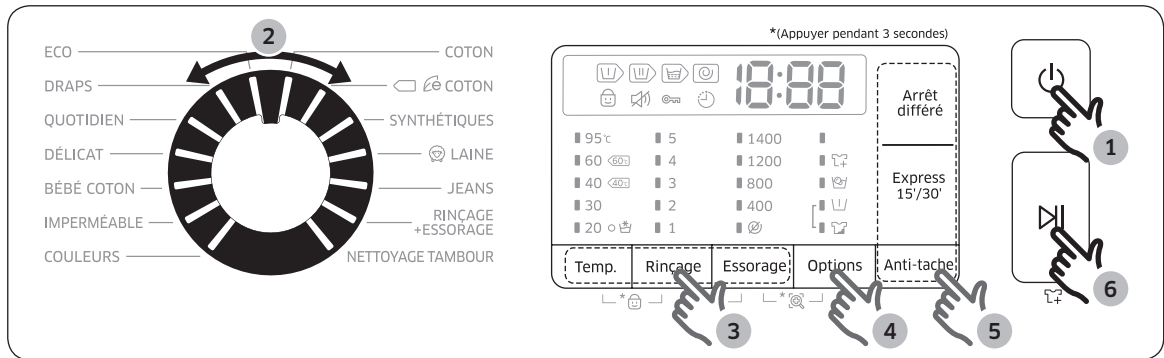 2
*(Appuyer pendant 3 secondes)
ECO
COTON
DRAPS
COTON
QUOTIDIEN
SYNTHÉTIQUES
DÉLICAT
LAINE
BÉBÉ COTON
JEANS
IMPERMÉABLE
RINÇAGE
+ESSORAGE
COULEURS
NETTOYAGE TAMBOUR
18:88
Arrêt
différé
95℃ 5 1400
60 60℃ 4 1200
40 40℃ 3 800
30 2 400
20 1
Express
15'/30'
Temp. Rinçage Essorage Options Anti-tache
* *
3 4 5
1
6